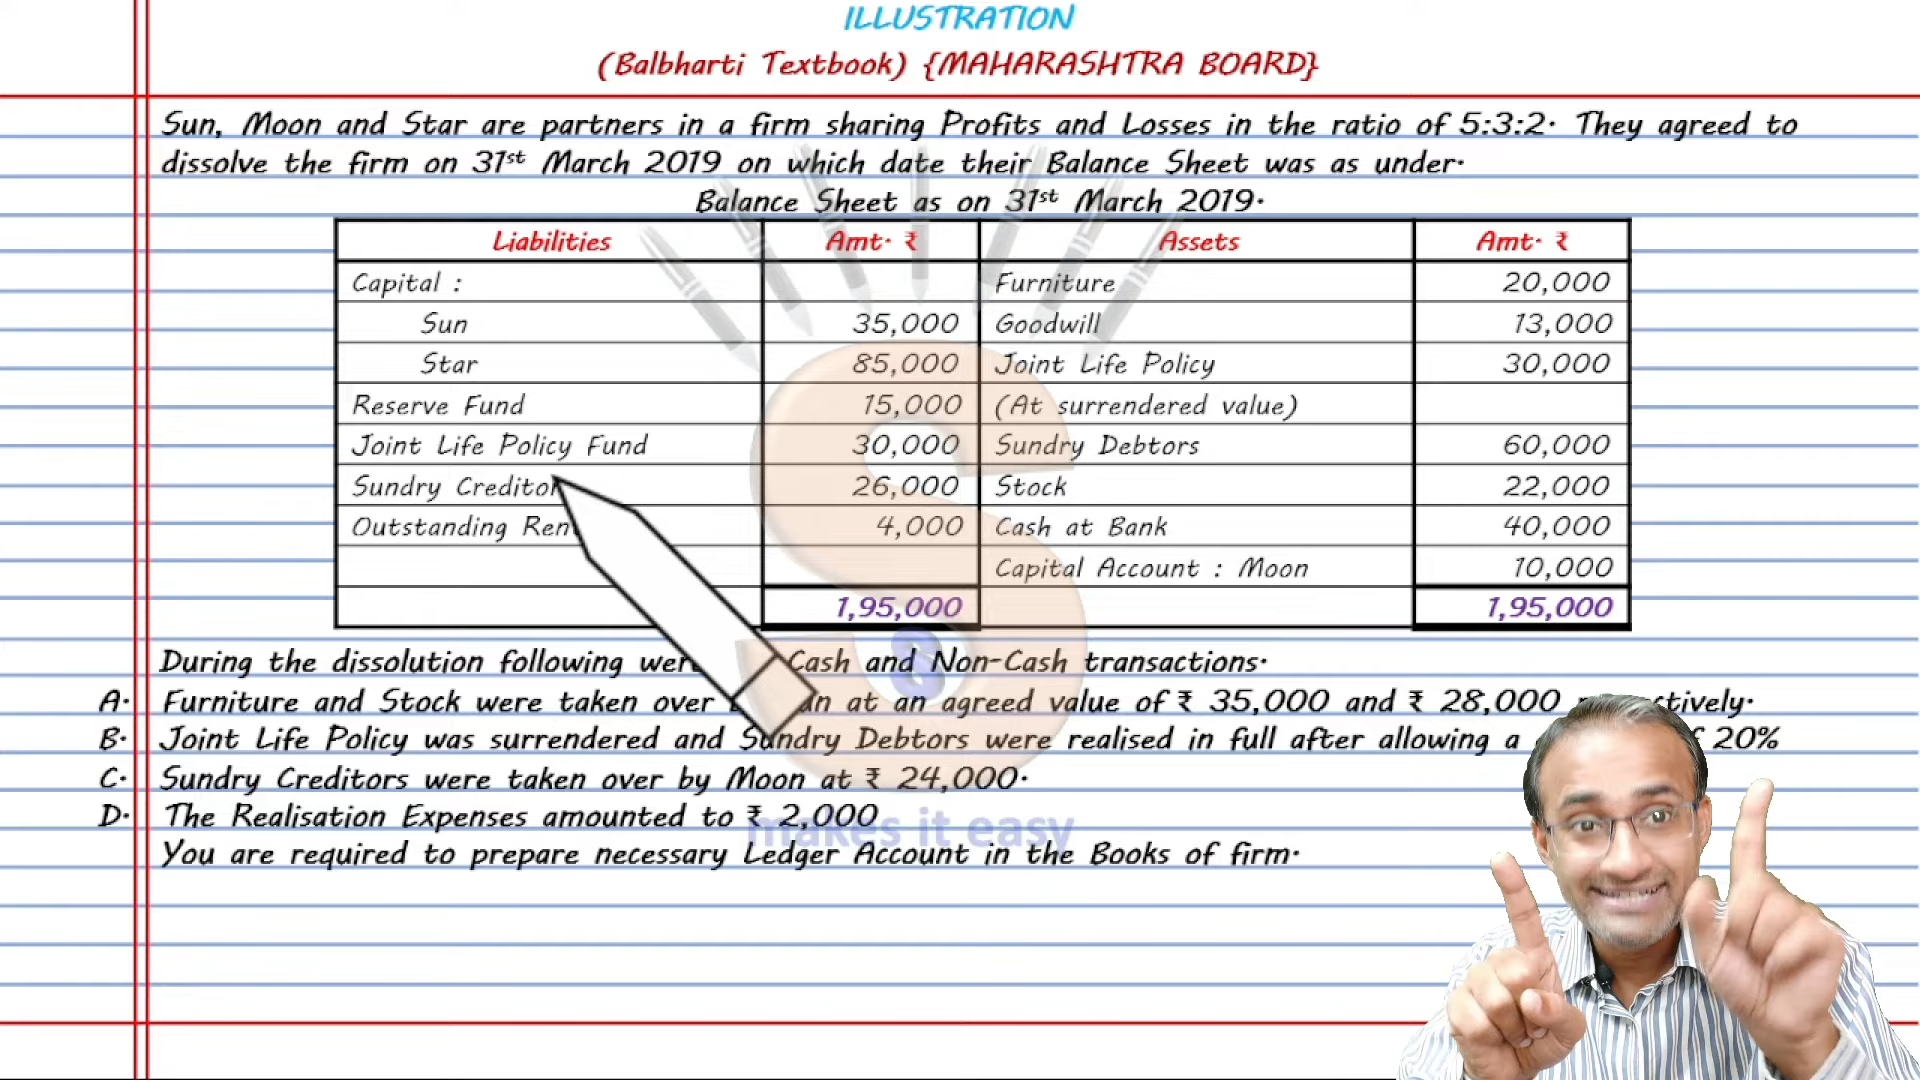 ILLUSTRATION
(Balbharti Textbook) {MAHARASHTRA BOARD}
Sun, Moon and Star are partners in a firm sharing Profits and Losses in the ratio of 5:3:2. They agreed to
dissolve the firm on 31st March 2019 on which date their Balance Sheet was as under.
Balance Sheet as on 31st March 2019.
Liabilities Amt. ₹ Assets Amt. ₹
Capital : Furniture 20,000
Sun 35,000 Goodwill 13,000
Star 85,000 Joint Life Policy 30,000
Reserve Fund 15,000 (At surrendered value)
Joint Life Policy Fund 30,000 Sundry Debtors 60,000
Sundry 26,000 Stock 22,000
Outstanding 4,000 Cash at Bank 40,000
Capital Account : Moon 10,000
1,95,000 1,95,000
During the dissolution following Cash and Non-Cash transactions.
A. Furniture and Stock were taken over at an agreed value of ₹ 35,000 and ₹ 28,000
B. Joint Life Policy was surrendered and Sundry Debtors were realised in full after allowing a 20%
C. Sundry Creditors were taken over by Moon at ₹ 24,000.
D. The Realisation Expenses amounted to ₹ 2,000
makes it easy
You are required to prepare necessary Ledger Account in the Books of firm.